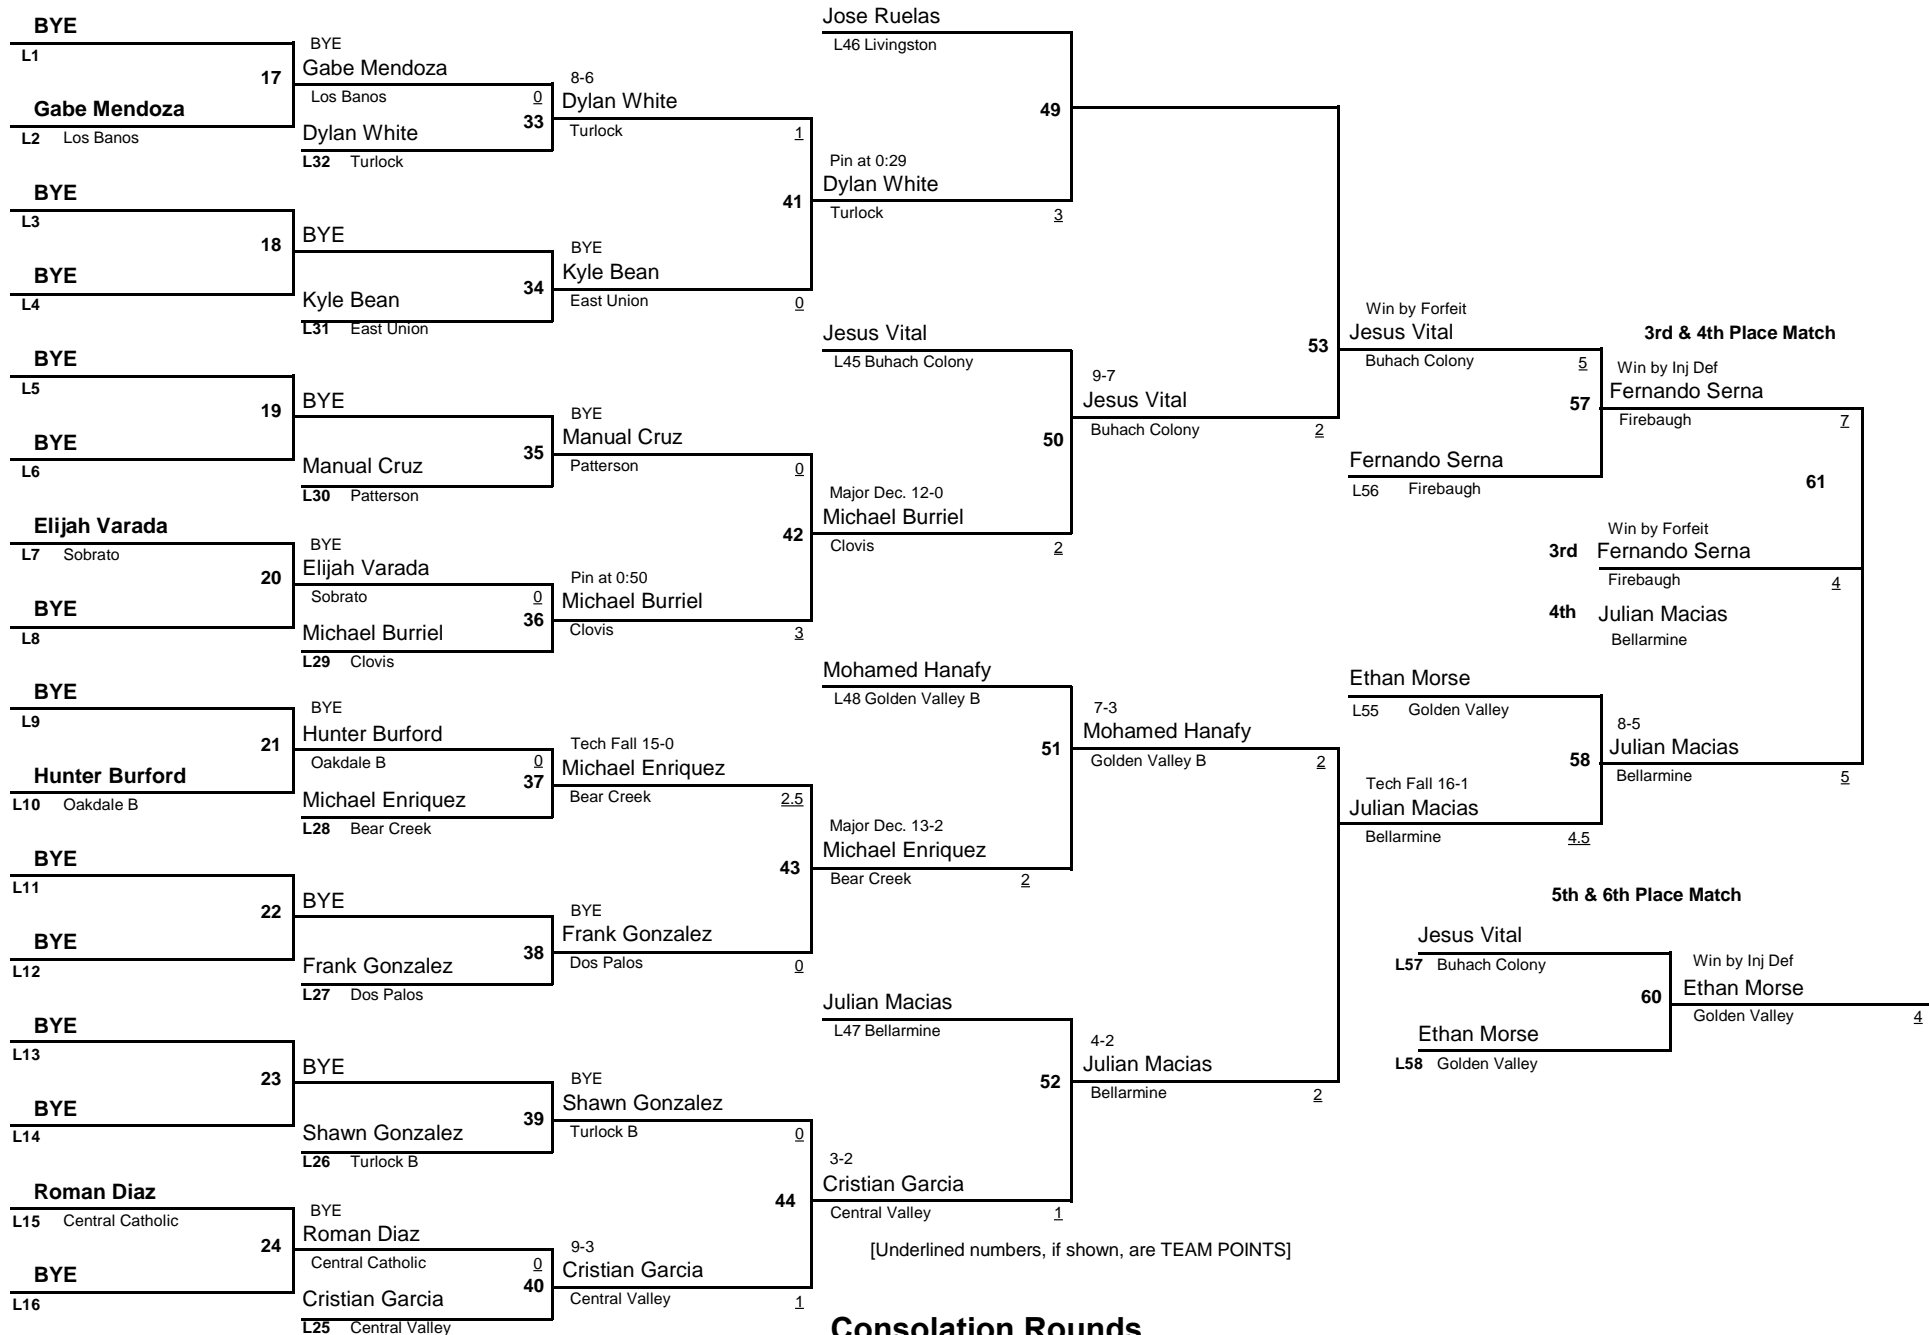 BYE
L1
17
Gabe Mendoza
L2 Los Banos
BYE
L3
18
BYE
L4
BYE
L5
19
BYE
L6
Elijah Varada
L7 Sobrato
20
BYE
L8
BYE
L9
21
Hunter Burford
L10 Oakdale B
BYE
L11
22
BYE
L12
BYE
L13
23
BYE
L14
Roman Diaz
L15 Central Catholic
24
BYE
L16
BYE
Gabe Mendoza
Los Banos 0
33
Dylan White
L32 Turlock
BYE
34
Kyle Bean
L31 East Union
BYE
35
Manual Cruz
L30 Patterson
BYE
Elijah Varada
Sobrato 0
36
Michael Burriel
L29 Clovis
BYE
Hunter Burford
Oakdale B 0
37
Michael Enriquez
L28 Bear Creek
BYE
38
Frank Gonzalez
L27 Dos Palos
BYE
39
Shawn Gonzalez
L26 Turlock B
BYE
Roman Diaz
Central Catholic 0
40
Cristian Garcia
L25 Central Valley
8-6
Dylan White
Turlock 1
41
BYE
Kyle Bean
East Union 0
BYE
Manual Cruz
Patterson 0
42
Pin at 0:50
Michael Burriel
Clovis 3
Tech Fall 15-0
Michael Enriquez
Bear Creek 2.5
43
BYE
Frank Gonzalez
Dos Palos 0
BYE
Shawn Gonzalez
Turlock B 0
44
9-3
Cristian Garcia
Central Valley 1
Jose Ruelas
L46 Livingston
49
Pin at 0:29
Dylan White
Turlock 3
Jesus Vital
L45 Buhach Colony
50
Major Dec. 12-0
Michael Burriel
Clovis 2
Mohamed Hanafy
L48 Golden Valley B
51
Major Dec. 13-2
Michael Enriquez
Bear Creek 2
Julian Macias
L47 Bellarmine
52
3-2
Cristian Garcia
Central Valley 1
[Underlined numbers, if shown, are TEAM POINTS]
Consolation Rounds
53
9-7
Jesus Vital
Buhach Colony 2
7-3
Mohamed Hanafy
Golden Valley B 2
4-2
Julian Macias
Bellarmine 2
Win by Forfeit
Jesus Vital
Buhach Colony 5
57
Fernando Serna
L56 Firebaugh
Ethan Morse
L55 Golden Valley
58
Tech Fall 16-1
Julian Macias
Bellarmine 4.5
3rd & 4th Place Match
Win by Inj Def
Fernando Serna
Firebaugh 7
61
Win by Forfeit
3rd Fernando Serna
Firebaugh 4
4th Julian Macias
Bellarmine
8-5
Julian Macias
Bellarmine 5
5th & 6th Place Match
Jesus Vital
L57 Buhach Colony
60
Ethan Morse
L58 Golden Valley
Win by Inj Def
Ethan Morse
Golden Valley 4